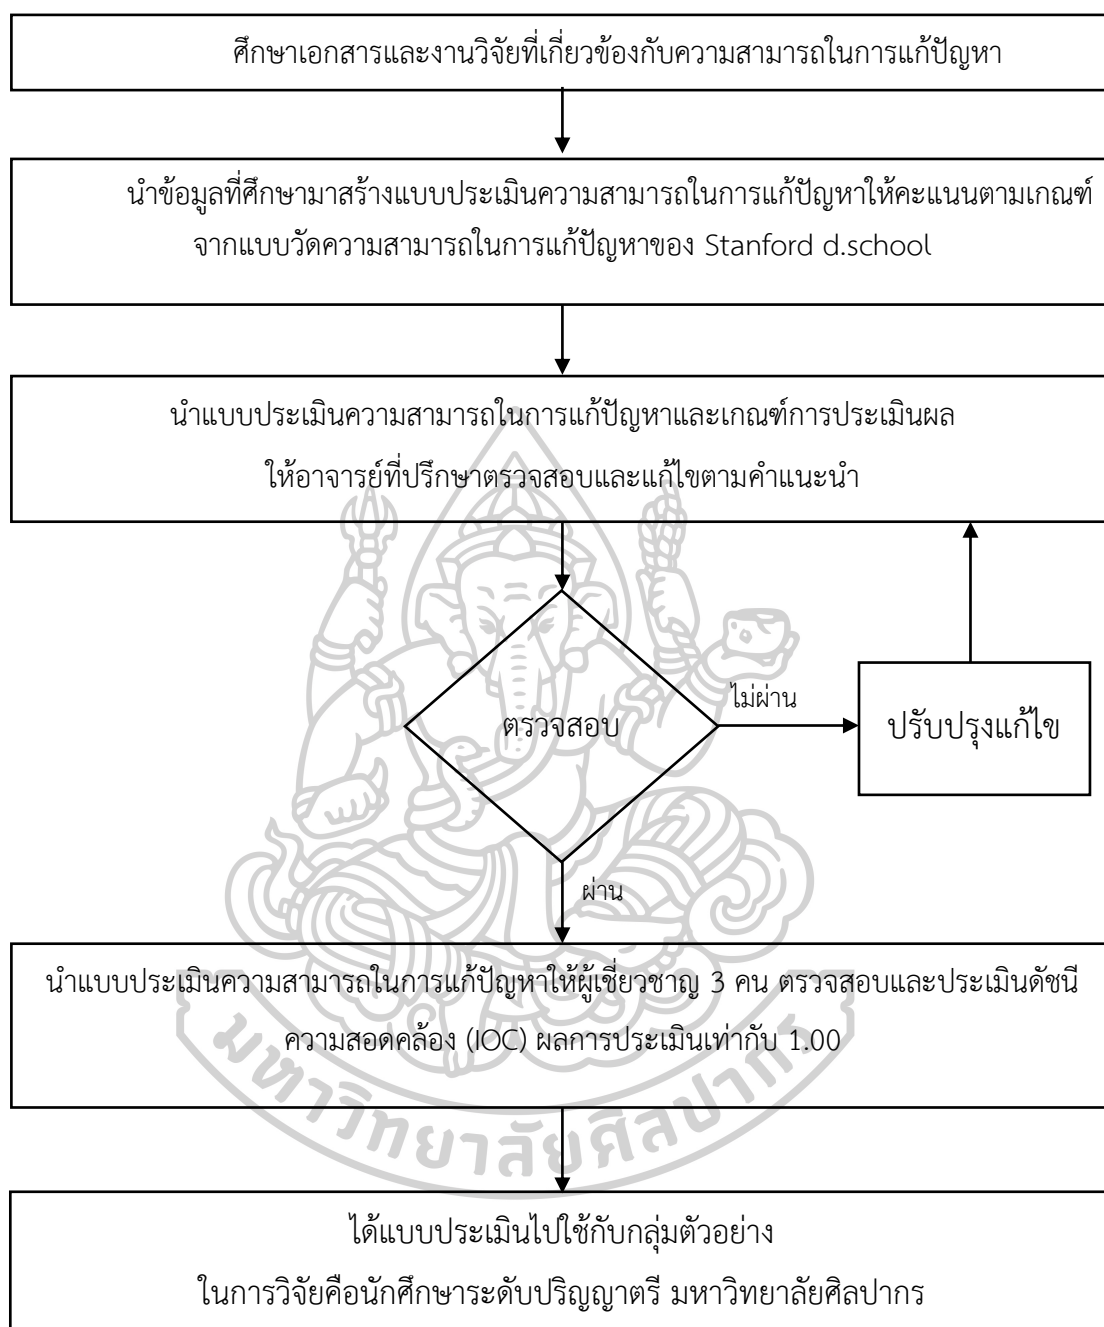 ศึกษาเอกสารและงานวิจัยที่เกี่ยวข้องกับความสามารถในการแก้ปัญหา
นำข้อมูลที่ศึกษามาสร้างแบบประเมินความสามารถในการแก้ปัญหาให้คะแนนตามเกณฑ์
จากแบบวัดความสามารถในการแก้ปัญหาของ Stanford d.school
นำแบบประเมินความสามารถในการแก้ปัญหาและเกณฑ์การประเมินผล
ให้อาจารย์ที่ปรึกษาตรวจสอบและแก้ไขตามคำแนะนำ
ตรวจสอบ
ไม่ผ่าน
ปรับปรุงแก้ไข
ผ่าน
นำแบบประเมินความสามารถในการแก้ปัญหาให้ผู้เชี่ยวชาญ 3 คน ตรวจสอบและประเมินดัชนี
ความสอดคล้อง (IOC) ผลการประเมินเท่ากับ 1.00
มหาวิทยาลัยศิลปากร
ได้แบบประเมินไปใช้กับกลุ่มตัวอย่าง
ในการวิจัยคือนักศึกษาระดับปริญญาตรี มหาวิทยาลัยศิลปากร